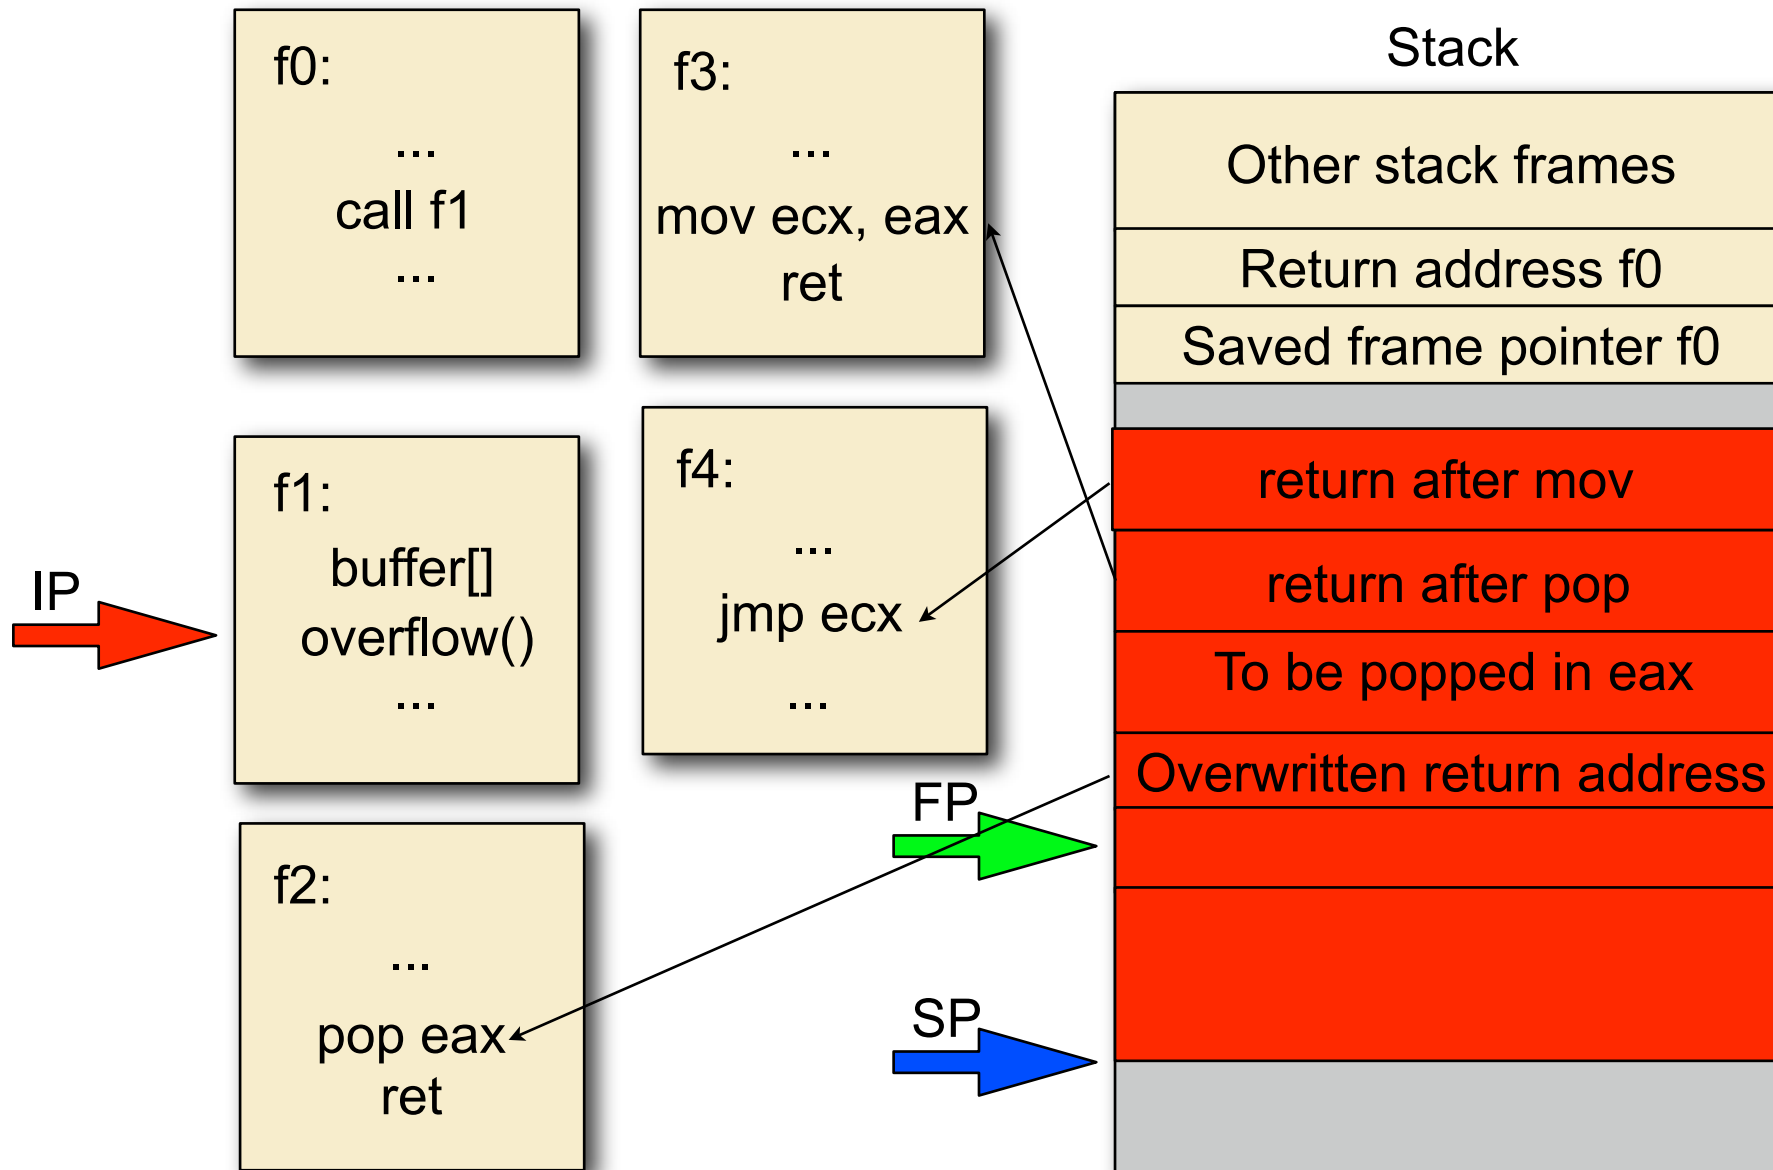 f0:
...
call f1
...
f3:
...
mov ecx, eax
ret
Stack
Other stack frames
Return address f0
Saved frame pointer f0
return after mov
return after pop
To be popped in eax
Overwritten return address
IP
f1:
buffer[]
overflow()
...
f4:
...
jmp ecx
...
FP
SP
f2:
...
pop eax
ret